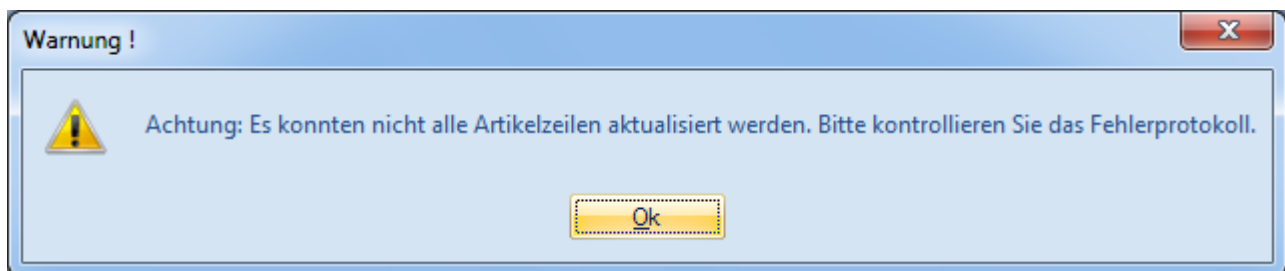 Warnung !
Achtung: Es konnten nicht alle Artikelzeilen aktualisiert werden. Bitte kontrollieren Sie das Fehlerprotokoll.
Ok